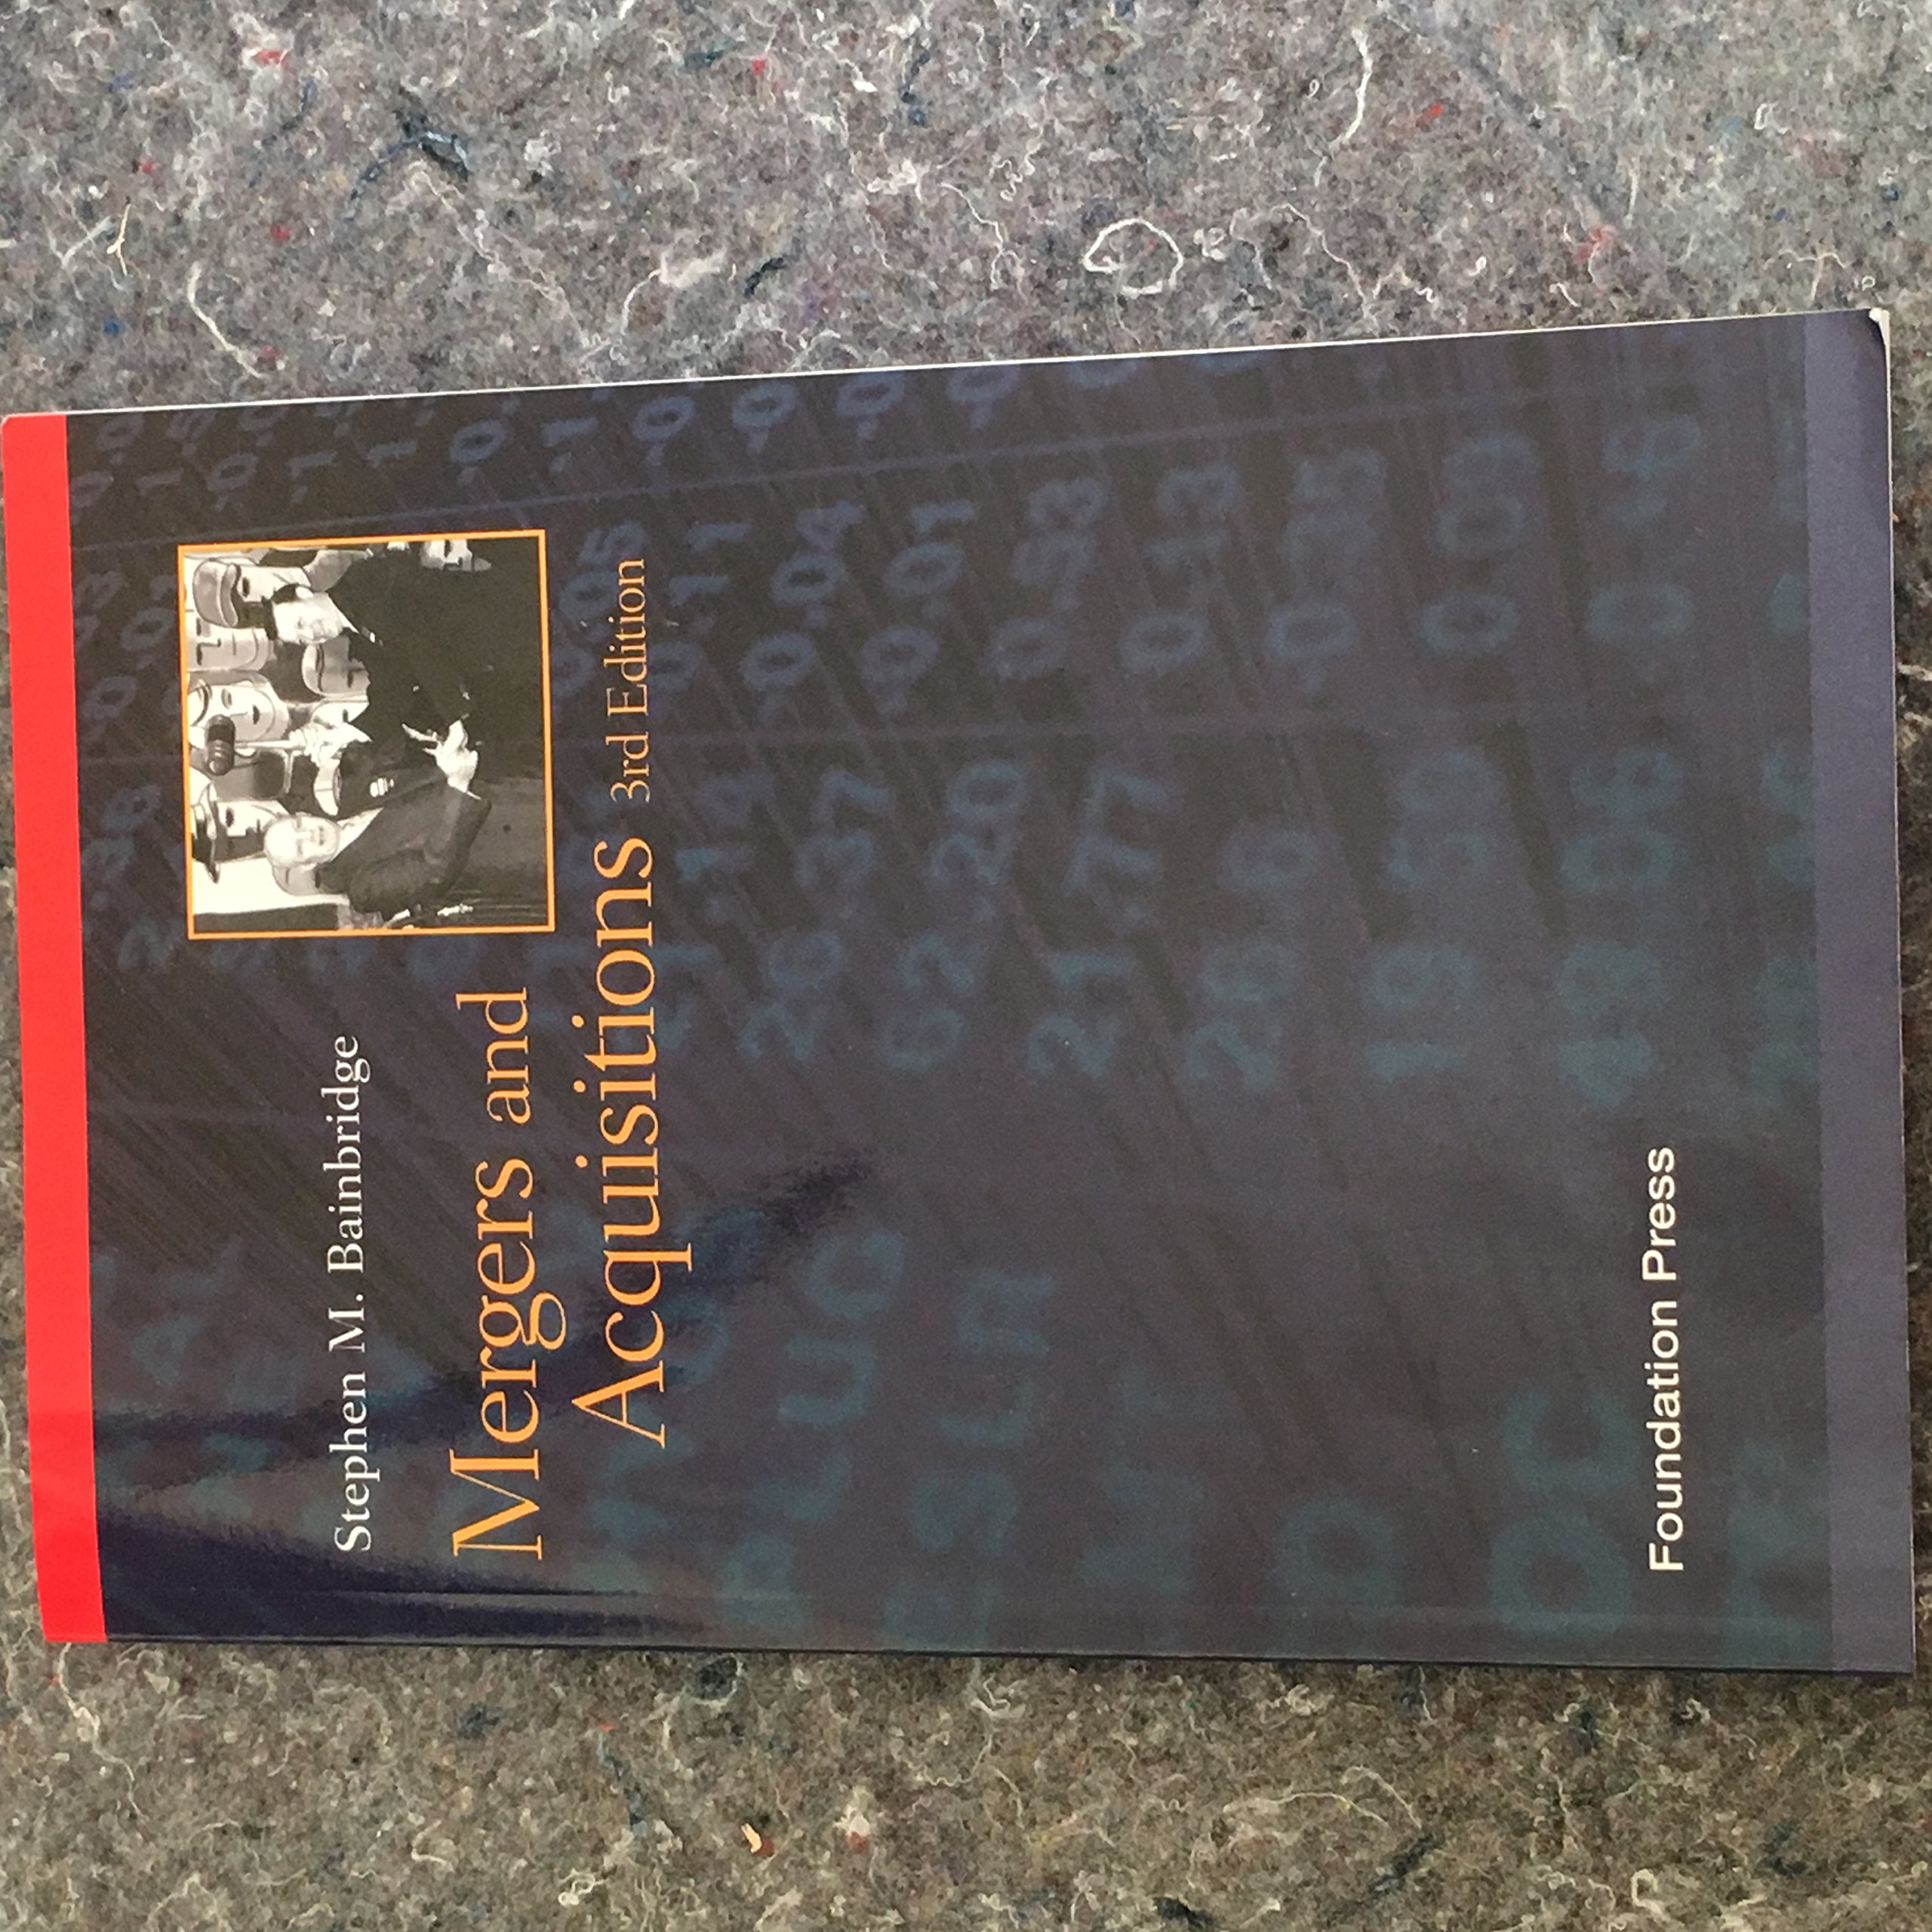 Stephen M. Bainbridge
Mergers and
Acquisitions 3rd Edition
Foundation Press